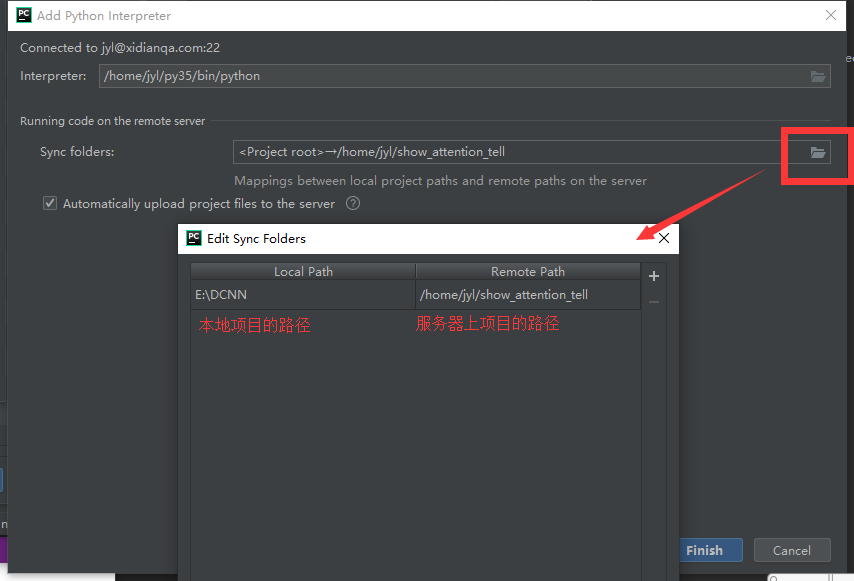 PC Add Python Interpreter
Connected to jyl@xidianqa.com:22
Interpreter: /home/jyl/py35/bin/python
Running code on the remote server
Sync folders: <Project root>→/home/jyl/show_attention_tell
Mappings between local project paths and remote paths on the server
Automatically upload project files to the server ?
PC Edit Sync Folders
Local Path Remote Path
E:\DCNN /home/jyl/show_attention_tell
本地项目的路径 服务器上项目的路径
Finish Cancel